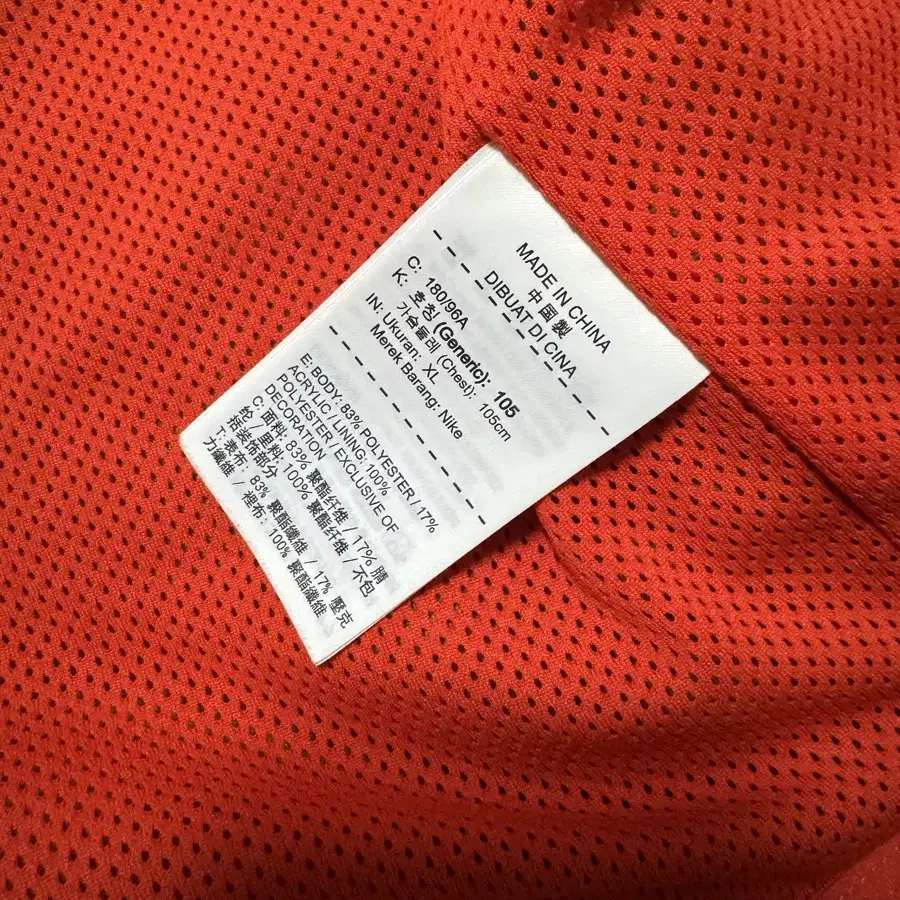 MADE IN CHINA
中國製
DIBUAT DI CINA
C: 180/96A
K: 호칭 (Generic): 105
가슴둘레 (Chest): 105cm
IN: Ukuran: XL
Merek Barang: Nike
E: BODY: 83% POLYESTER / 17%
ACRYLIC / LINING: 100%
POLYESTER / EXCLUSIVE OF
DECORATION
C: 面料: 83% 聚酯纤维 / 17% 腈
纶 / 里料: 100% 聚酯纤维 / 不包
括装饰部分
T: 表布: 83% 聚酯纖維 / 17% 壓克
力纖維 / 裡布: 100% 聚酯纖維